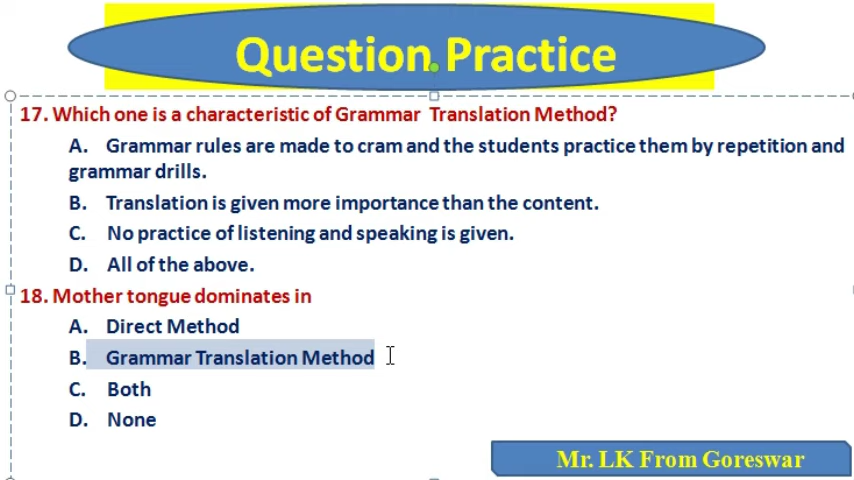 Question Practice
17. Which one is a characteristic of Grammar Translation Method?
A. Grammar rules are made to cram and the students practice them by repetition and
grammar drills.
B. Translation is given more importance than the content.
C. No practice of listening and speaking is given.
D. All of the above.
18. Mother tongue dominates in
A. Direct Method
B. Grammar Translation Method
C. Both
D. None
Mr. LK From Goreswar